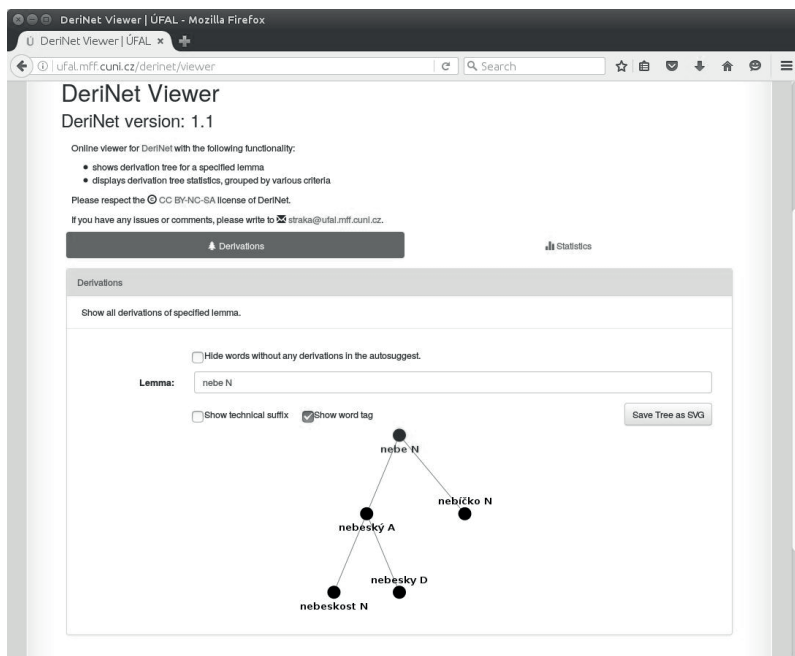 DeriNet Viewer | ÚFAL - Mozilla Firefox
Ú DeriNet Viewer | ÚFAL
ufal.mff.cuni.cz/derinet/viewer Search
DeriNet Viewer
DeriNet version: 1.1
Online viewer for DeriNet with the following functionality:
shows derivation tree for a specified lemma
displays derivation tree statistics, grouped by various criteria
Please respect the CC BY-NC-SA license of DeriNet.
If you have any issues or comments, please write to straka@ufal.mff.cuni.cz.
Derivations Statistics
Derivations
Show all derivations of specified lemma.
Hide words without any derivations in the autosuggest.
Lemma: nebe N
Show technical suffix Show word tag Save Tree as SVG
nebe N
nebíčko N
nebeský A
nebesky D
nebeskost N